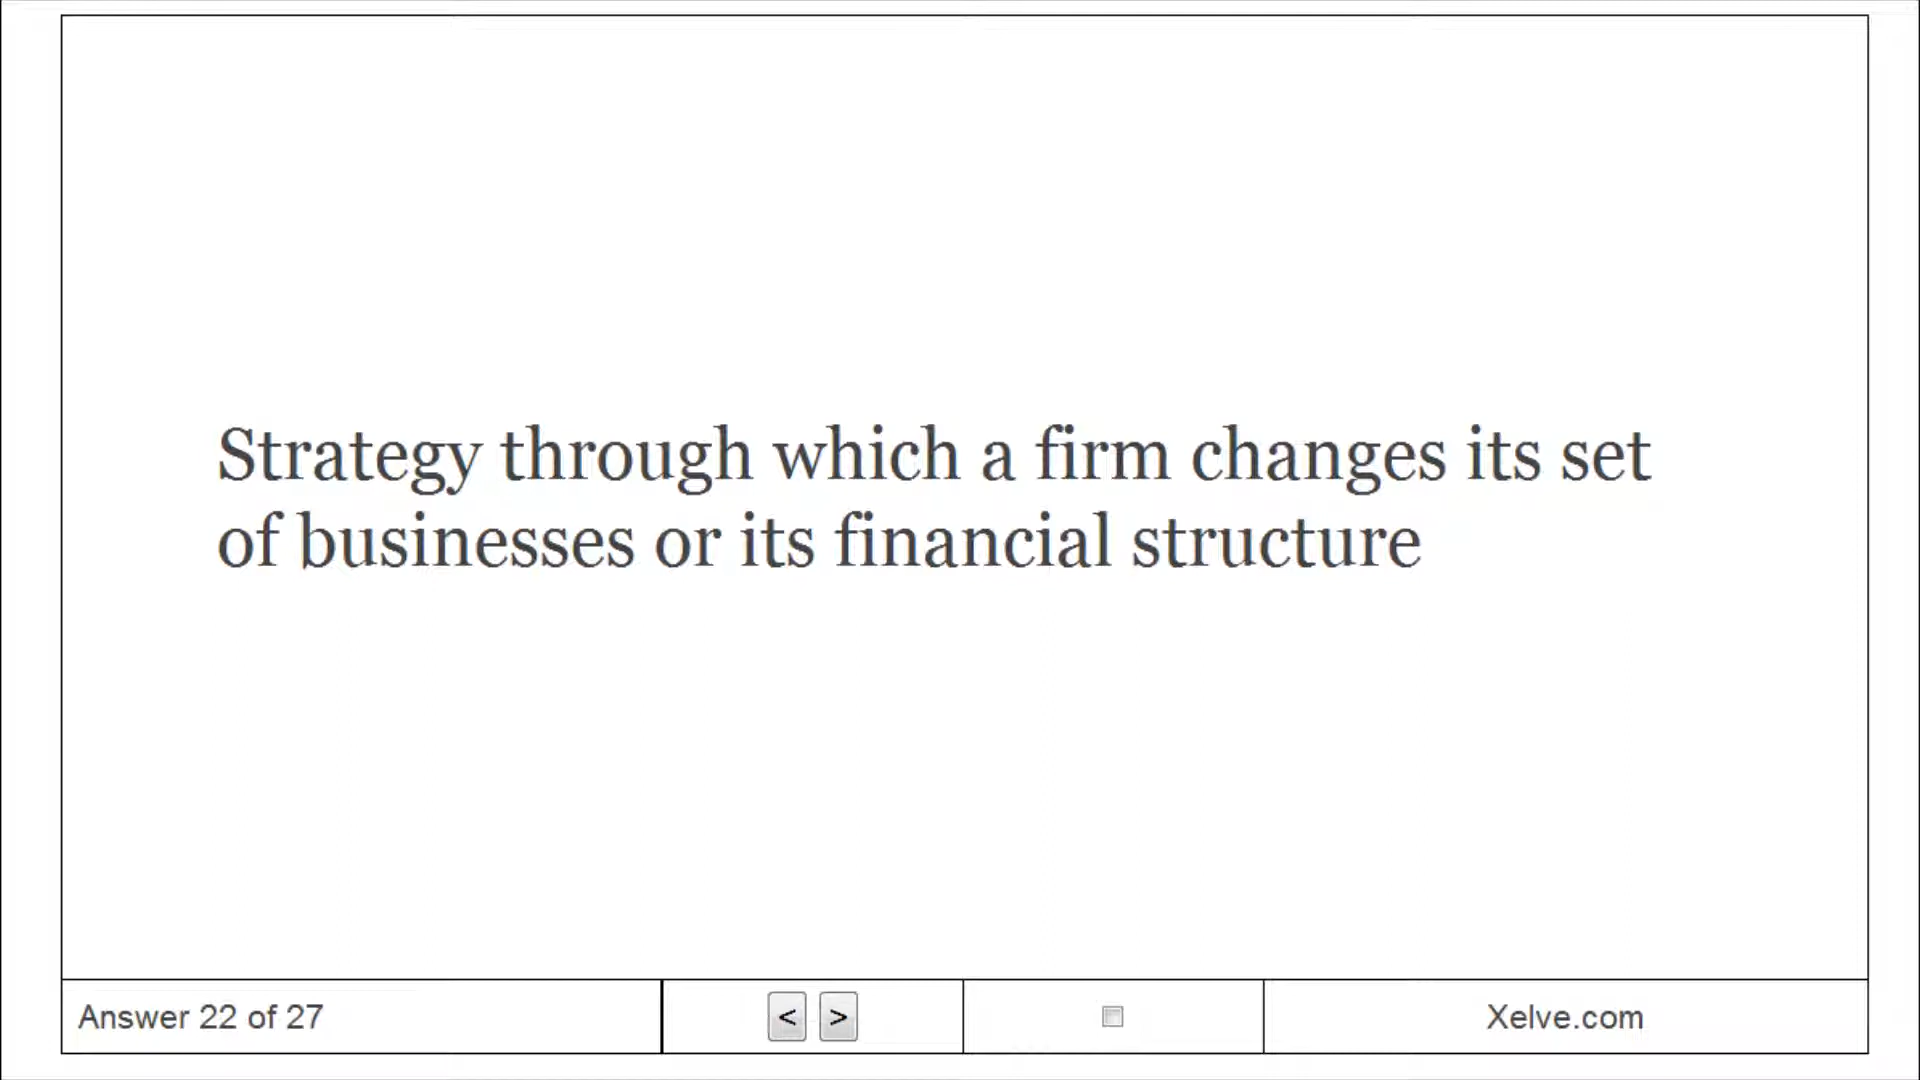 Strategy through which a firm changes its set
of businesses or its financial structure
Answer 22 of 27
< >
Xelve.com